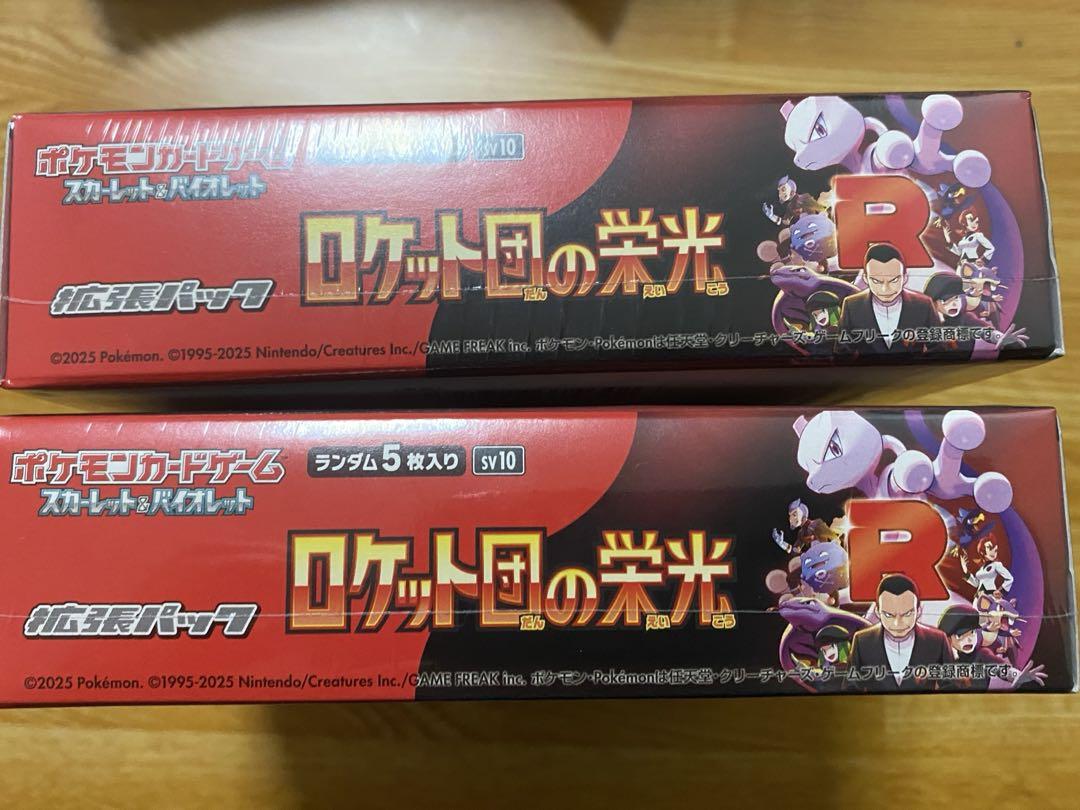 ポケモンカードゲーム
スカーレット&バイオレット
SV10
ロケット団の栄光
だん えい こう
拡張パック
R
©2025 Pokémon. ©1995-2025 Nintendo/Creatures Inc./GAME FREAK inc. ポケモン・Pokémonは任天堂・クリーチャーズ・ゲームフリークの登録商標です。
ポケモンカードゲーム
スカーレット&バイオレット
ランダム5枚入り SV10
ロケット団の栄光
だん えい こう
拡張パック
R
©2025 Pokémon. ©1995-2025 Nintendo/Creatures Inc./GAME FREAK inc. ポケモン・Pokémonは任天堂・クリーチャーズ・ゲームフリークの登録商標です。